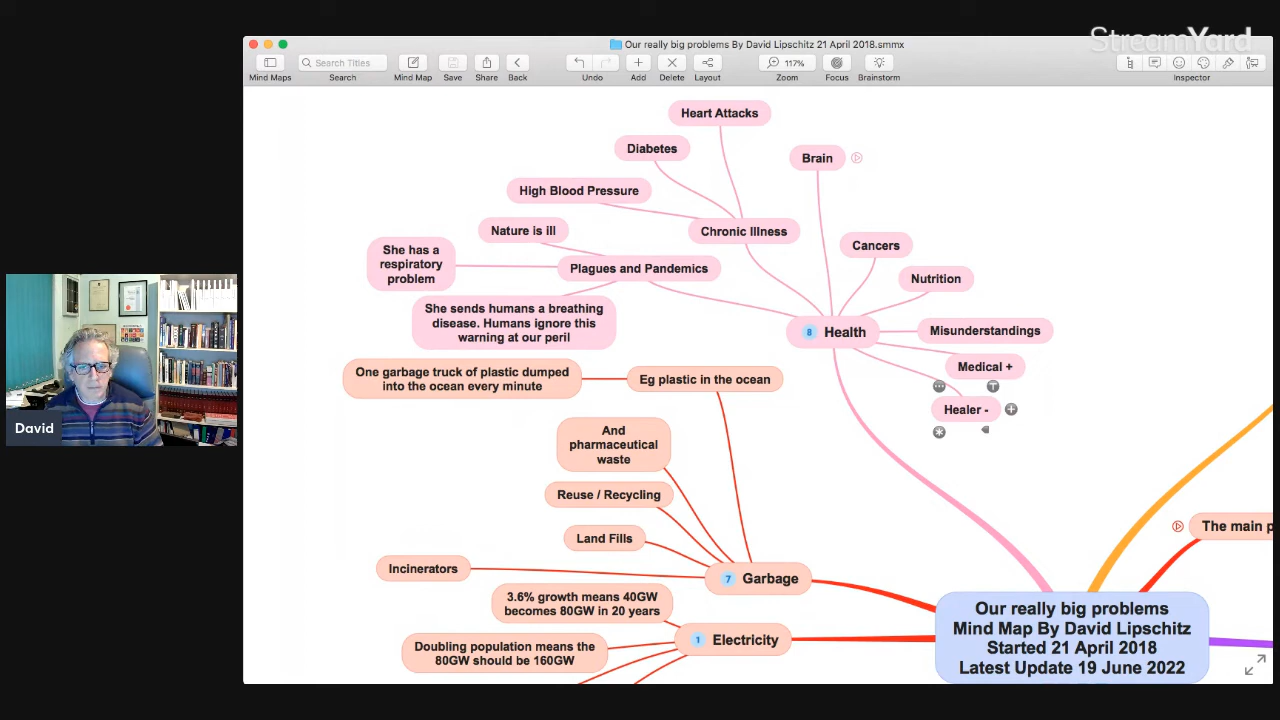 StreamYard
Our really big problems By David Lipschitz 21 April 2018.smmx
Mind Maps
Search Titles
Search
Mind Map
Save
Share
Back
Undo
Add
Delete
Layout
117%
Zoom
Focus
Brainstorm
Inspector
Heart Attacks
Diabetes
Brain
High Blood Pressure
Nature is ill
Chronic Illness
Cancers
She has a
respiratory
problem
Plagues and Pandemics
Nutrition
She sends humans a breathing
disease. Humans ignore this
warning at our peril
8 Health
Misunderstandings
Medical +
Healer -
One garbage truck of plastic dumped
into the ocean every minute
Eg plastic in the ocean
And
pharmaceutical
waste
Reuse / Recycling
Land Fills
Incinerators
7 Garbage
The main p
3.6% growth means 40GW
becomes 80GW in 20 years
1 Electricity
Doubling population means the
80GW should be 160GW
Our really big problems
Mind Map By David Lipschitz
Started 21 April 2018
Latest Update 19 June 2022
David